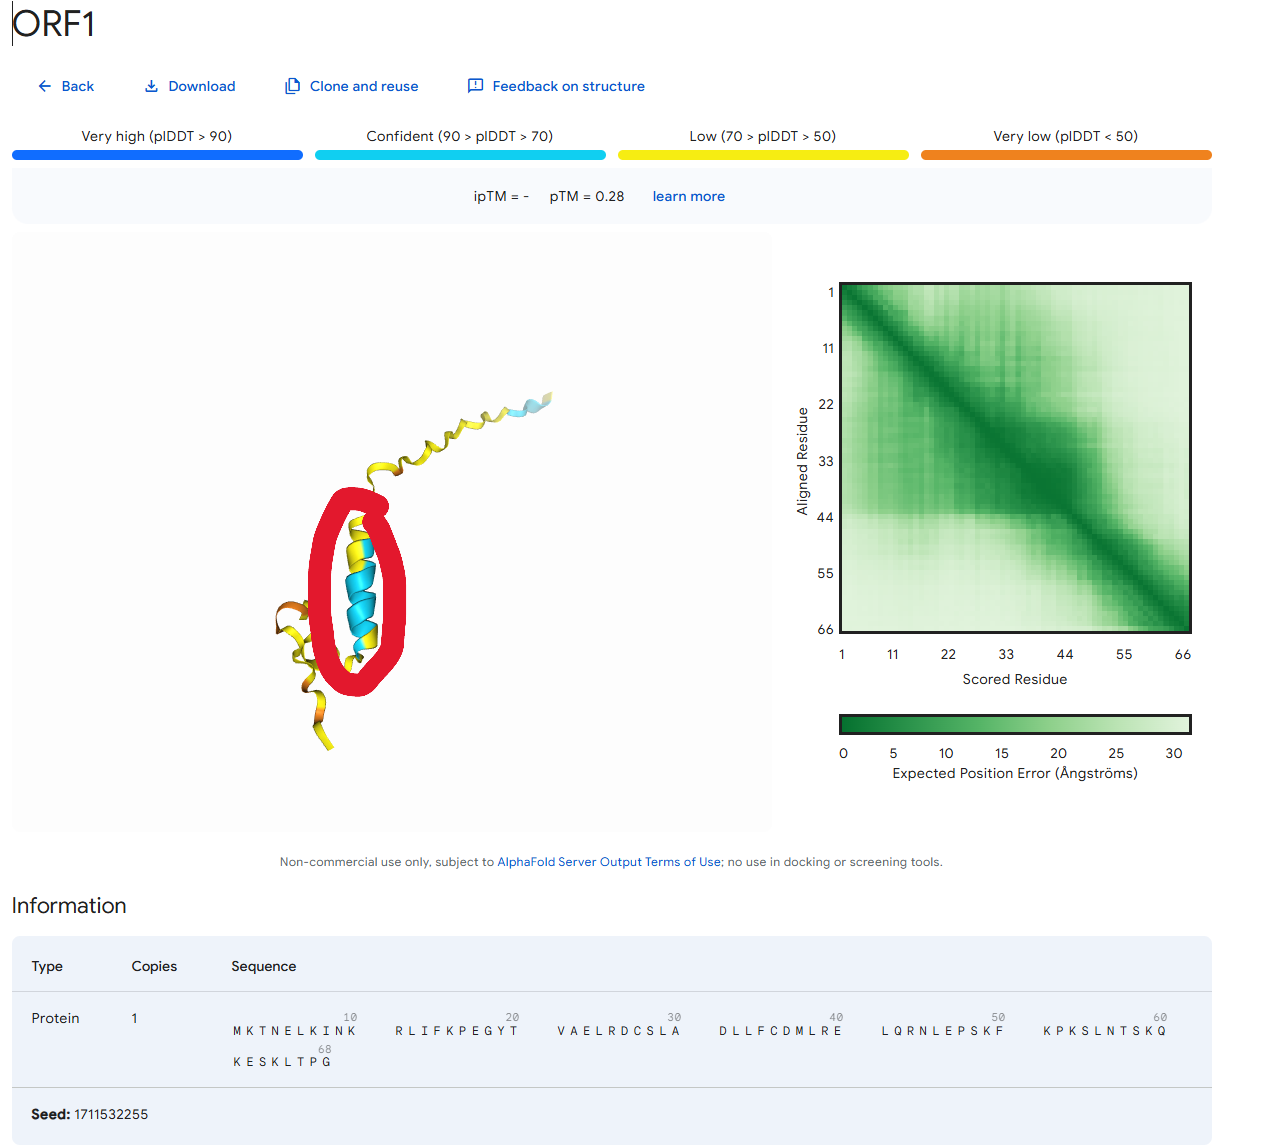 ORF1
Back Download Clone and reuse Feedback on structure
Very high (plDDT > 90) Confident (90 > plDDT > 70) Low (70 > plDDT > 50) Very low (plDDT < 50)
ipTM = - pTM = 0.28 learn more
1
11
22
33
44
55
66
Aligned Residue
1 11 22 33 44 55 66
Scored Residue
0 5 10 15 20 25 30
Expected Position Error (Ångströms)
Non-commercial use only, subject to AlphaFold Server Output Terms of Use; no use in docking or screening tools.
Information
Type Copies Sequence
10 20 30 40 50 60
Protein 1 MKTNELKINK RLIFKPEGYT VAELRDCSLA DLLFCDMLRE LQRNLEPSKF KPKSLNTSKQ
68
KESKLTPG
Seed: 1711532255